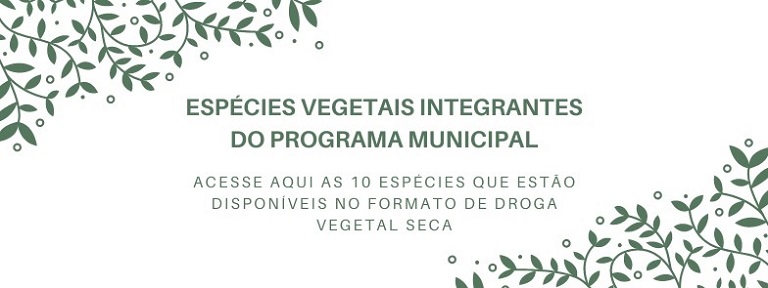 ESPÉCIES VEGETAIS INTEGRANTES
DO PROGRAMA MUNICIPAL
ACESSE AQUI AS 10 ESPÉCIES QUE ESTÃO
DISPONÍVEIS NO FORMATO DE DROGA
VEGETAL SECA